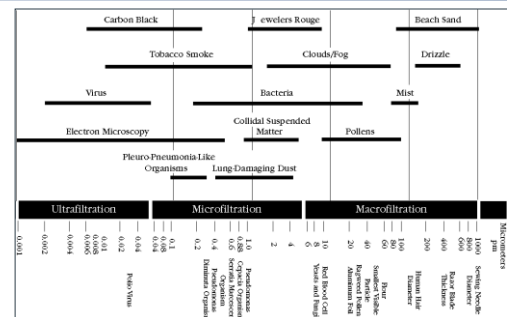 Carbon Black
J ewelers Rouge
Beach Sand
Tobacco Smoke
Clouds/Fog
Drizzle
Virus
Bacteria
Mist
Collidal Suspended
Matter
Electron Microscopy
Pollens
Pleuro-Pneumonia-Like
Organisms
Lung-Damaging Dust
Ultrafiltration
Microfiltration
Macrofiltration
Micrometers
μm
0.001
0.002
0.004
0.006
0.008
0.01
0.02
0.04
0.04
0.08
0.1
0.2
0.4
0.6
0.88
1.0
2
4
6
8
10
20
40
60
80
100
200
400
600
800
1000
Polio Virus
Diminuta Organism
Pseudomonas
Organism
Serratia Marcescens
Cepacia Organism
Pseudomonas
Yeasts and Fungi
Red Blood Cell
Aluminum Foil
Ragweed Pollen
Particle
Smallest Visible
Flour
Diameter
Human Hair
Thickness
Razor Blade
Diameter
Sewing Needle